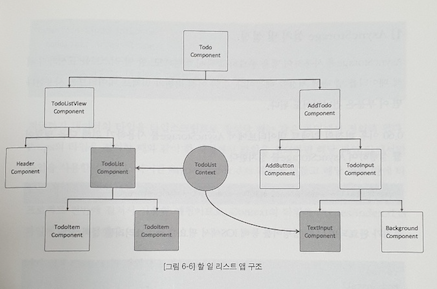 Todo
Component
TodoListView
Component
AddTodo
Component
Header
Component
TodoList
Component
TodoList
Context
AddButton
Component
TodoInput
Component
TodoItem
Component
TodoItem
Component
TextInput
Component
Background
Component
[그림 6-6] 할 일 리스트 앱 구조